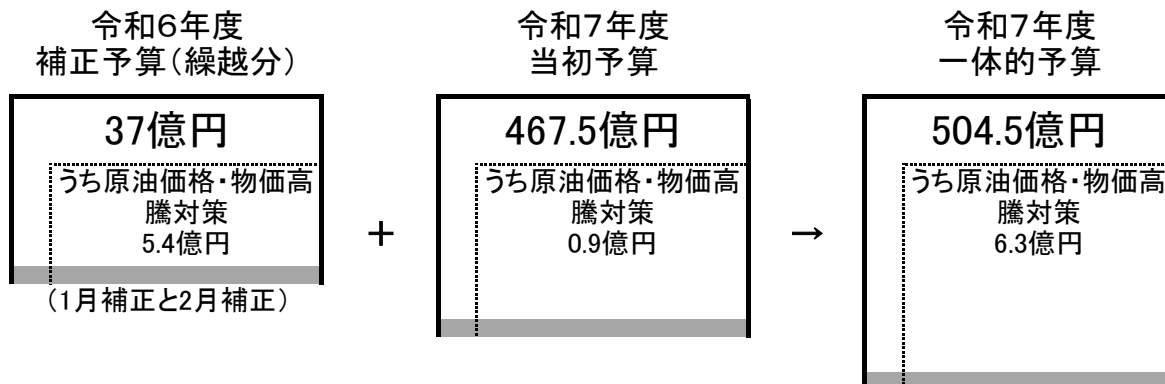 令和6年度
補正予算（繰越分）
37億円
うち原油価格・物価高
騰対策
5.4億円
（1月補正と2月補正）
＋
令和7年度
当初予算
467.5億円
うち原油価格・物価高
騰対策
0.9億円
→
令和7年度
一体的予算
504.5億円
うち原油価格・物価高
騰対策
6.3億円